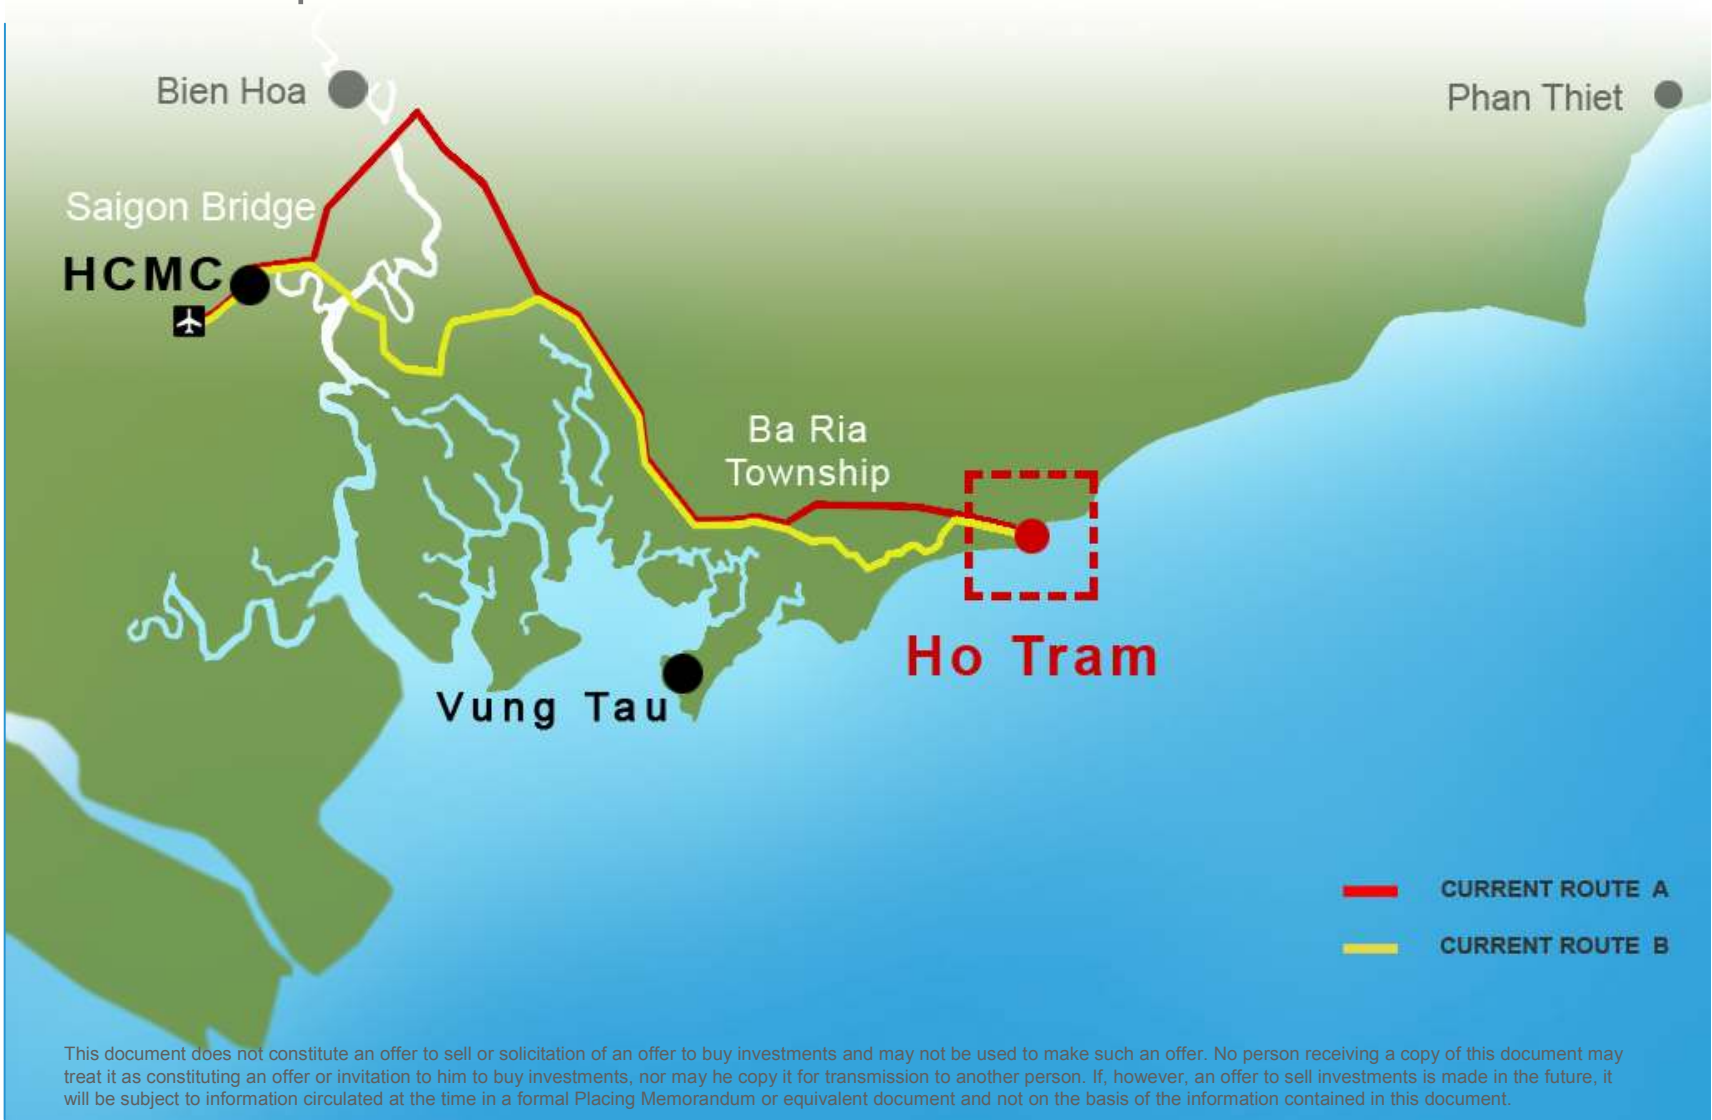 Bien Hoa
Phan Thiet
Saigon Bridge
HCMC
Ba Ria
Township
Ho Tram
Vung Tau
CURRENT ROUTE A
CURRENT ROUTE B
This document does not constitute an offer to sell or solicitation of an offer to buy investments and may not be used to make such an offer. No person receiving a copy of this document may
treat it as constituting an offer or invitation to him to buy investments, nor may he copy it for transmission to another person. If, however, an offer to sell investments is made in the future, it
will be subject to information circulated at the time in a formal Placing Memorandum or equivalent document and not on the basis of the information contained in this document.